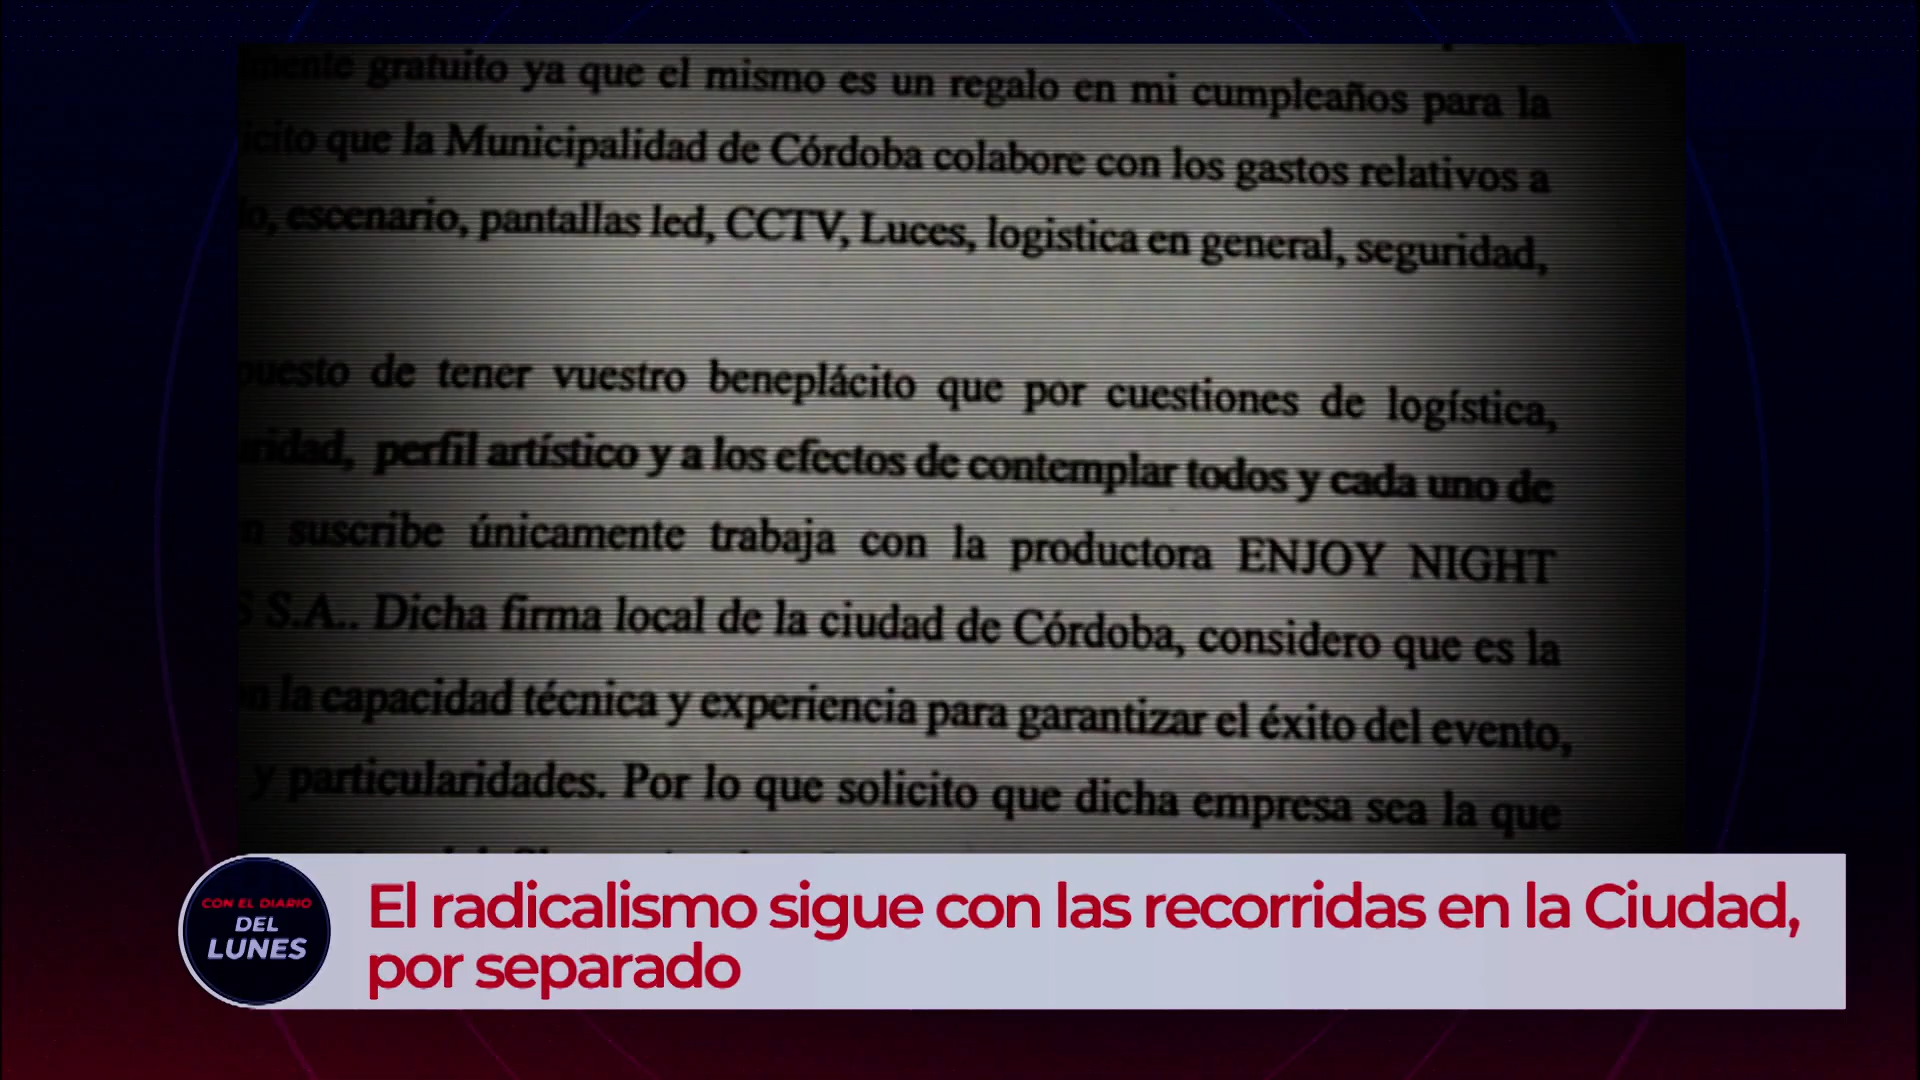 gratuito ya que el mismo es un regalo en mi cumpleaños para la
que la Municipalidad de Córdoba colabore con los gastos relativos a
escenario, pantallas led, CCTV, Luces, logistica en general, seguridad,
de tener vuestro beneplácito que por cuestiones de logística,
perfil artístico y a los efectos de contemplar todos y cada uno de
suscribe únicamente trabaja con la productora ENJOY NIGHT
S.A.. Dicha firma local de la ciudad de Córdoba, considero que es la
la capacidad técnica y experiencia para garantizar el éxito del evento,
y particularidades. Por lo que solicito que dicha empresa sea la que
CON EL DIARIO
DEL
LUNES
El radicalismo sigue con las recorridas en la Ciudad,
por separado